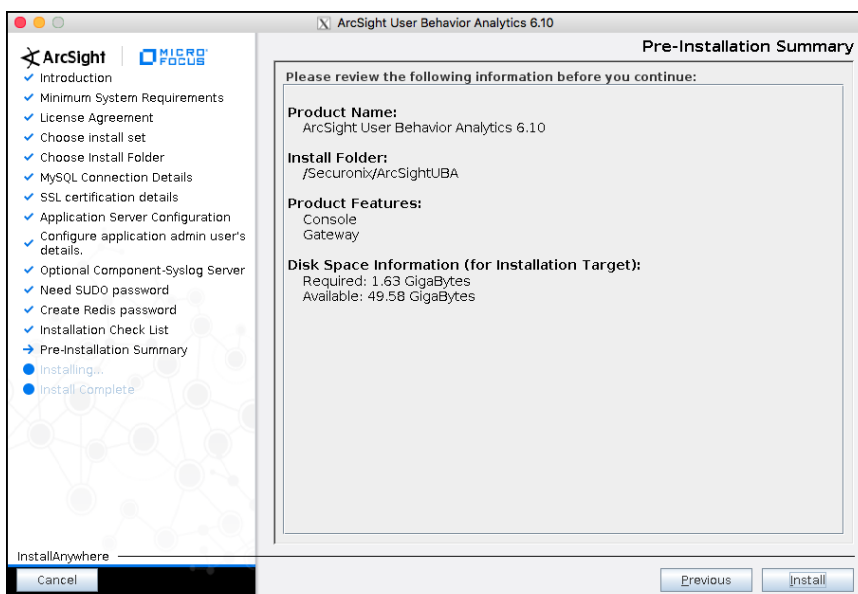 ArcSight User Behavior Analytics 6.10
ArcSight
MICRO
FOCUS
Introduction
Minimum System Requirements
License Agreement
Choose install set
Choose Install Folder
MySQL Connection Details
SSL certification details
Application Server Configuration
Configure application admin user's
details.
Optional Component-Syslog Server
Need SUDO password
Create Redis password
Installation Check List
Pre-Installation Summary
Installing...
Install Complete
InstallAnywhere
Cancel
Pre-Installation Summary
Please review the following information before you continue:
Product Name:
ArcSight User Behavior Analytics 6.10
Install Folder:
/Securonix/ArcSightUBA
Product Features:
Console
Gateway
Disk Space Information (for Installation Target):
Required: 1.63 GigaBytes
Available: 49.58 GigaBytes
Previous
Install